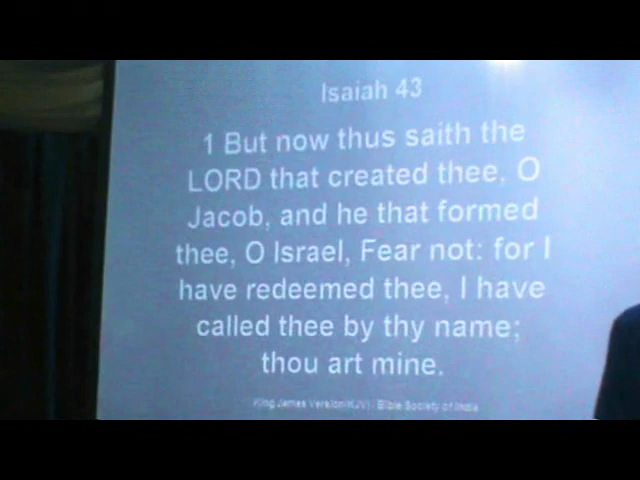 Isaiah 43
1 But now thus saith the
LORD that created thee, O
Jacob, and he that formed
thee, O Israel, Fear not: for I
have redeemed thee, I have
called thee by thy name;
thou art mine.
King James Version(KJV) - Bible Society of India